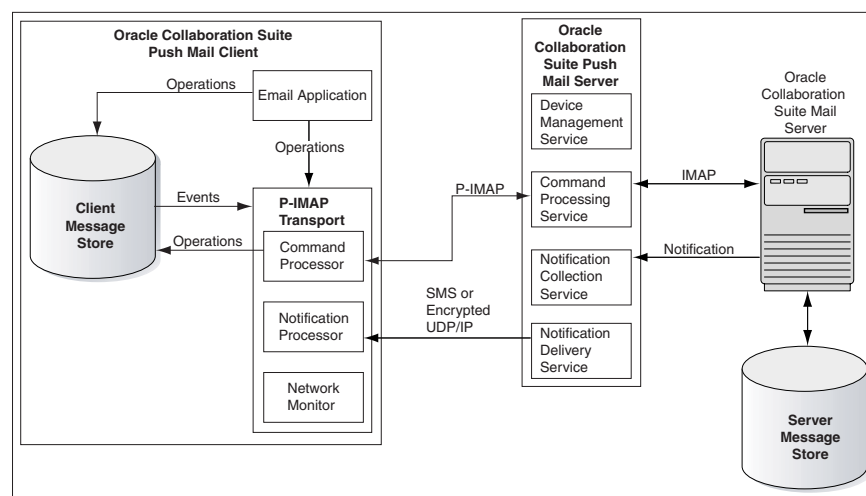 Oracle Collaboration Suite
Push Mail Client
Operations
Email Application
Operations
Client
Message
Store
Events
Operations
P-IMAP
Transport
Command
Processor
Notification
Processor
Network
Monitor
P-IMAP
SMS or
Encrypted
UDP/IP
Oracle
Collaboration
Suite Push
Mail Server
Device
Management
Service
Command
Processing
Service
Notification
Collection
Service
Notification
Delivery
Service
IMAP
Notification
Oracle
Collaboration
Suite Mail
Server
Server
Message
Store